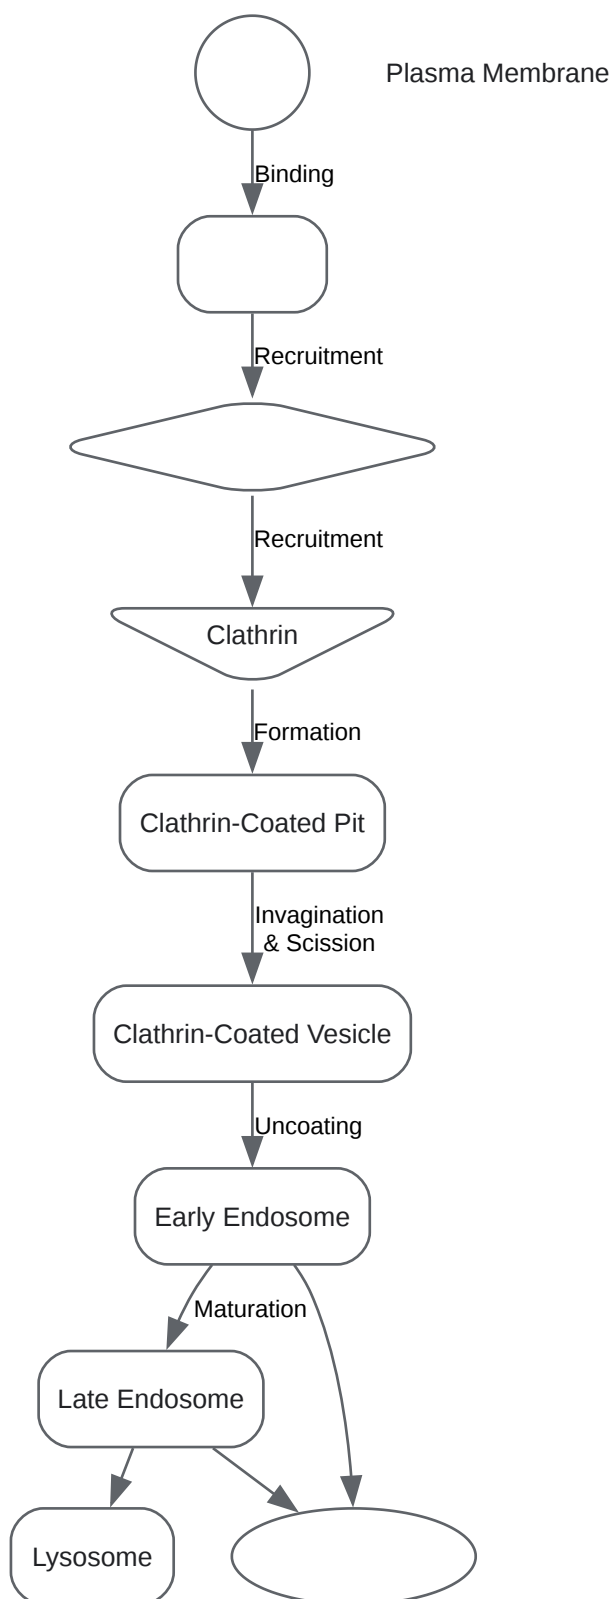 Plasma Membrane
Binding
Recruitment
Recruitment
Clathrin
Formation
Clathrin-Coated Pit
Invagination
& Scission
Clathrin-Coated Vesicle
Uncoating
Early Endosome
Maturation
Late Endosome
Lysosome